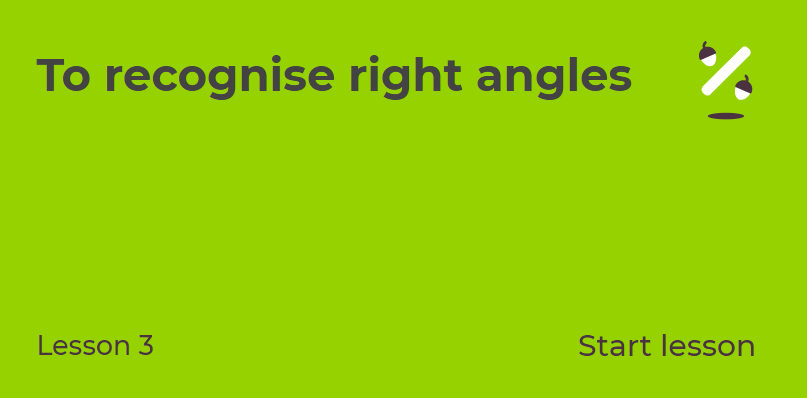 To recognise right angles
Lesson 3
Start lesson